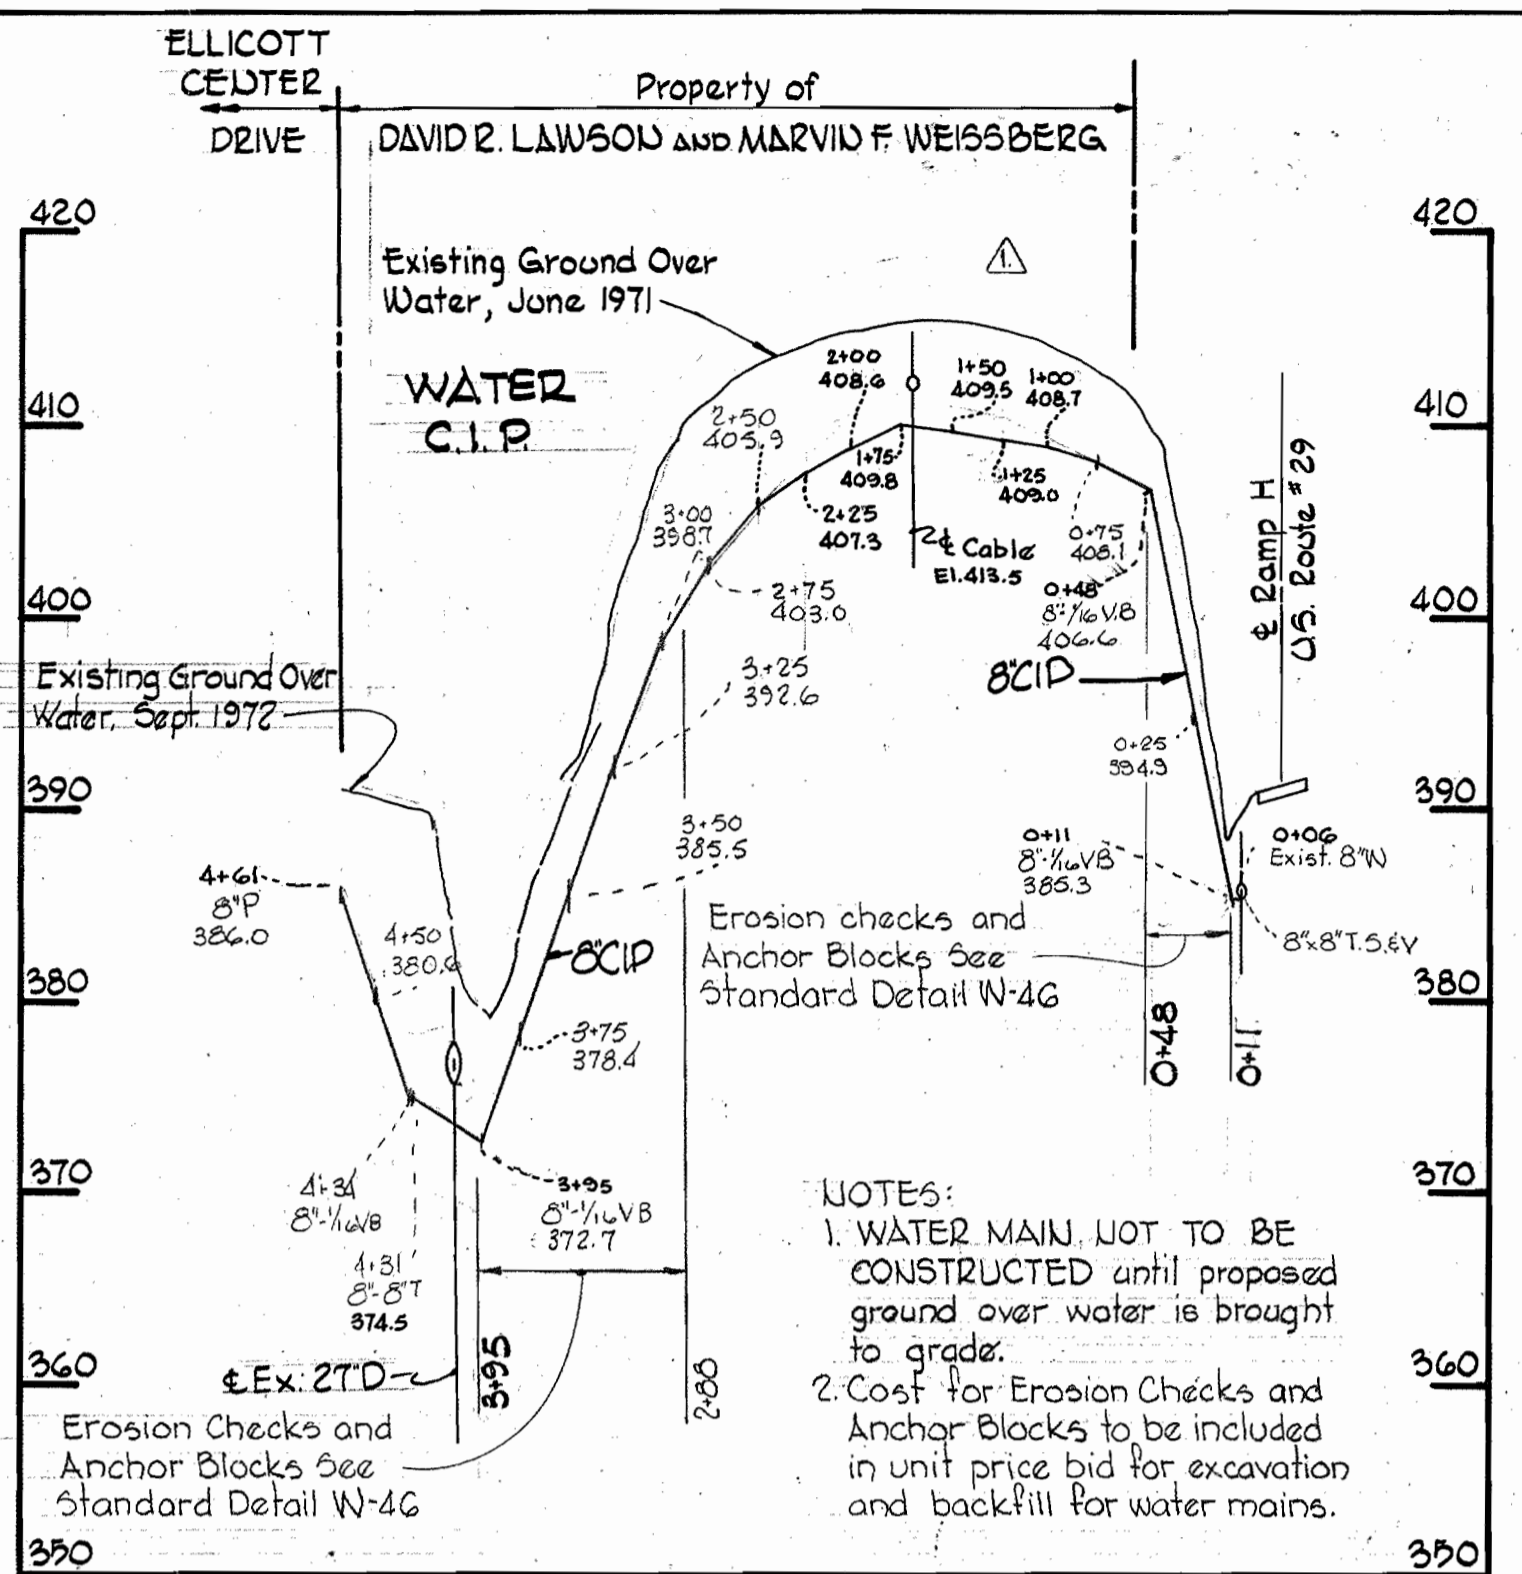 ELLICOTT
CENTER
DRIVE
Property of
DAVID R. LAWSON AND MARVIN F. WEISSBERG
420
420
Existing Ground Over
Water, June 1971
1.
WATER
C.I.P.
410
410
2+50
405.9
2+00
408.6
1+50
409.5
1+00
408.7
1+75
409.8
1+25
409.0
2+25
407.3
3+00
398.7
2+75
403.0
℄ Cable
El. 413.5
0+75
408.1
0+48
8"-1/16 V.B
406.6
℄ Ramp H
U.S. Route #29
400
400
Existing Ground Over
Water, Sept. 1972
3+25
392.6
8"CIP
0+25
394.9
390
390
3+50
385.5
0+11
8"-1/16 VB
385.3
0+06
Exist. 8"W
8"x8" T.S.&V
4+61
8"P
386.0
4+50
380.6
8"CIP
Erosion checks and
Anchor Blocks See
Standard Detail W-46
380
380
3+75
378.4
0+48
0+11
370
370
4+34
8"-1/16 VB
4+31
8"-8"T
374.5
3+95
8"-1/16 VB
372.7
360
360
℄ Ex. 27"D
3+95
2+88
Erosion Checks and
Anchor Blocks See
Standard Detail W-46
NOTES:
1. WATER MAIN NOT TO BE
CONSTRUCTED until proposed
ground over water is brought
to grade.
2. Cost for Erosion Checks and
Anchor Blocks to be included
in unit price bid for excavation
and backfill for water mains.
350
350